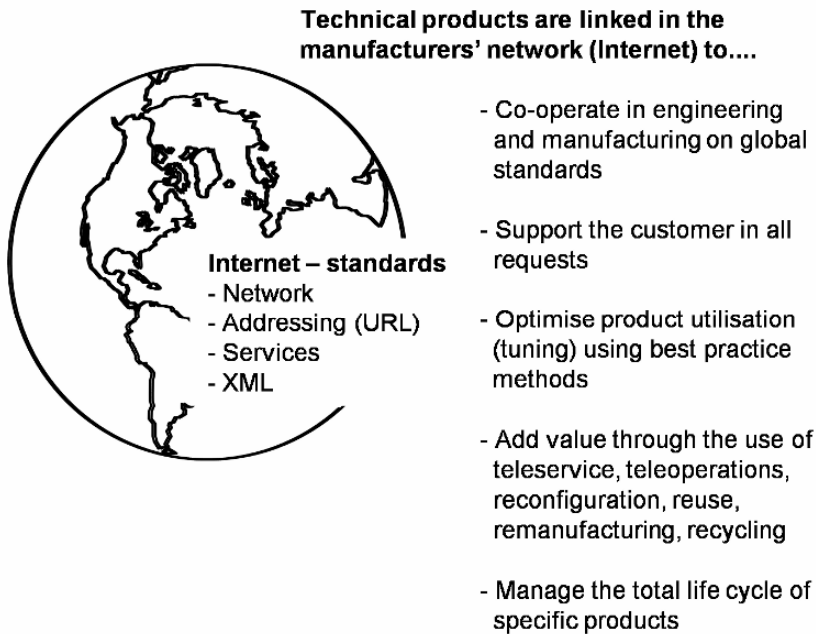 Technical products are linked in the
manufacturers' network (Internet) to....
Internet – standards
- Network
- Addressing (URL)
- Services
- XML
- Co-operate in engineering
and manufacturing on global
standards
- Support the customer in all
requests
- Optimise product utilisation
(tuning) using best practice
methods
- Add value through the use of
teleservice, teleoperations,
reconfiguration, reuse,
remanufacturing, recycling
- Manage the total life cycle of
specific products